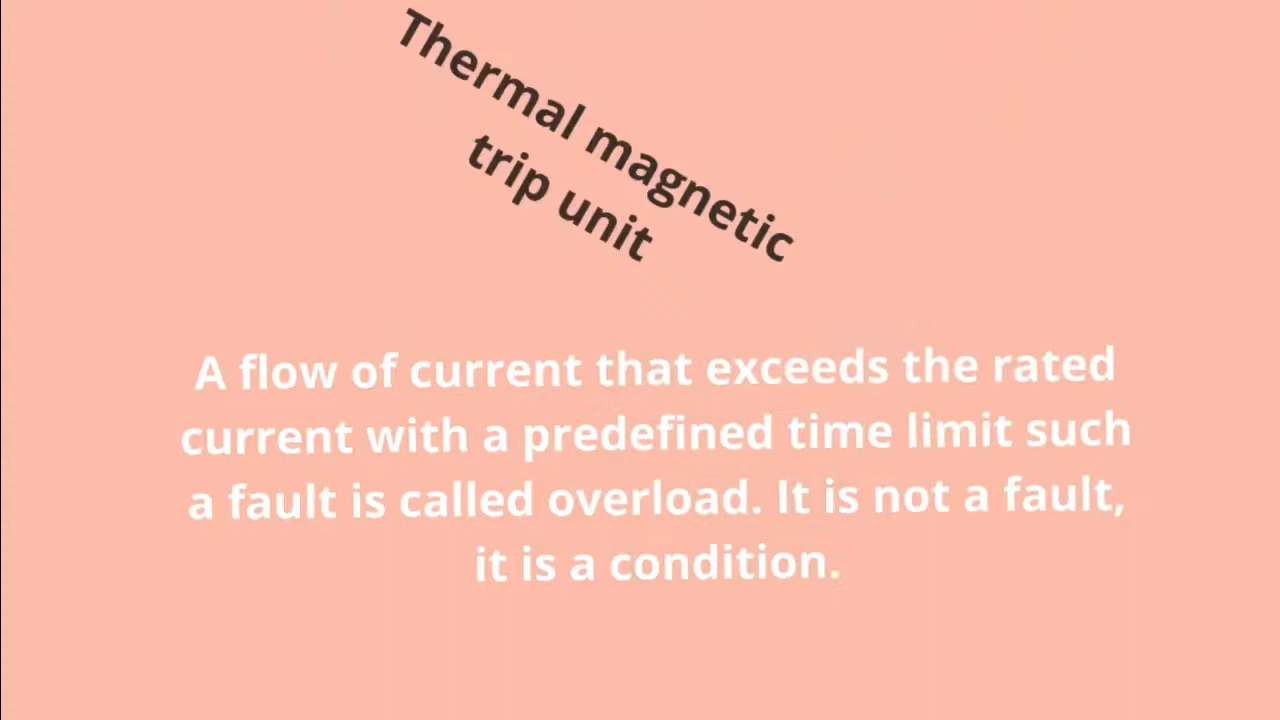 Thermal magnetic
trip unit
A flow of current that exceeds the rated
current with a predefined time limit such
a fault is called overload. It is not a fault,
it is a condition.